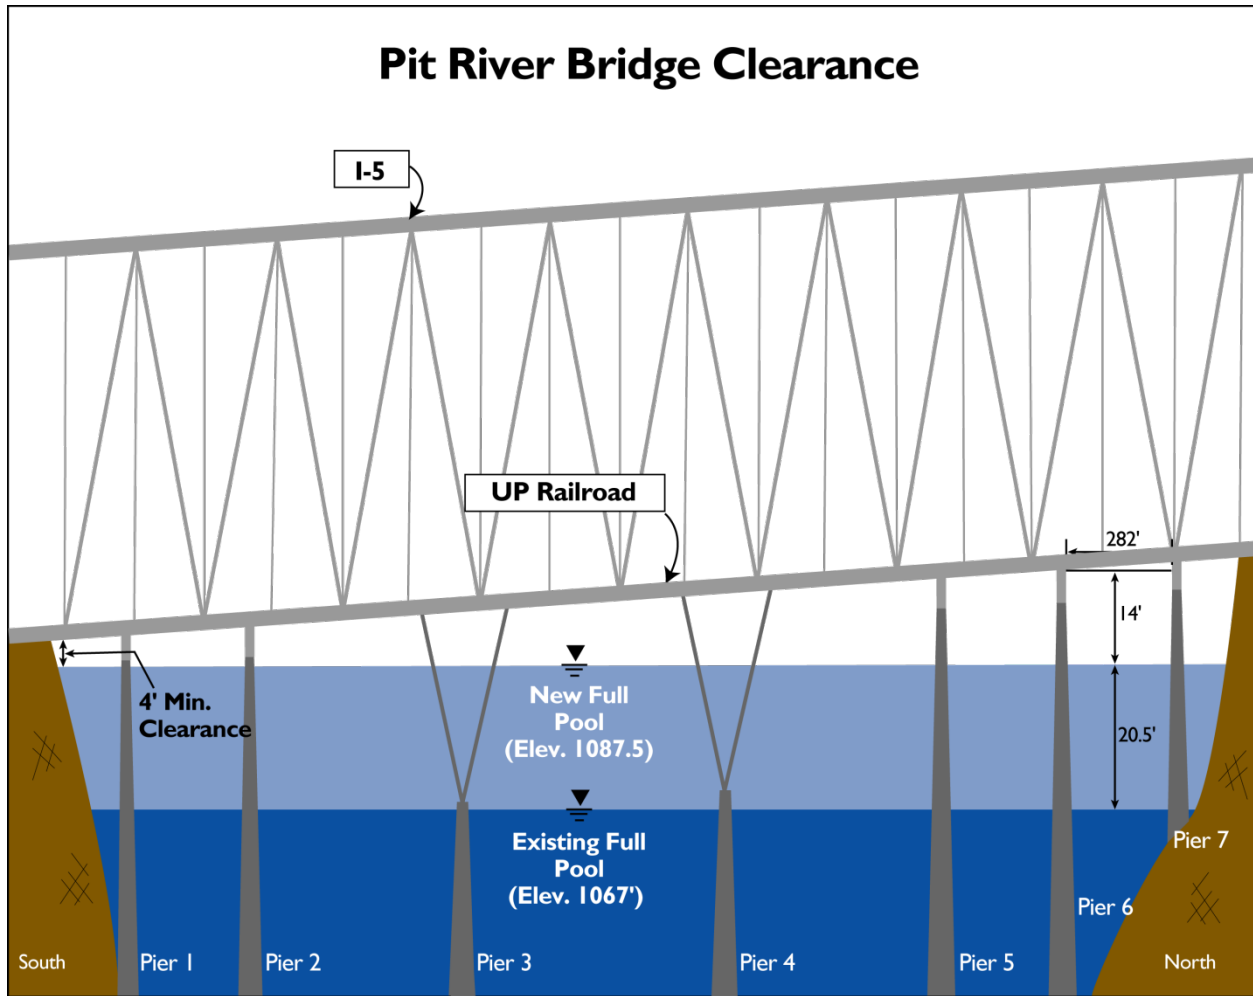 Pit River Bridge Clearance
I-5
UP Railroad
282'
14'
4' Min.
Clearance
New Full
Pool
(Elev. 1087.5)
20.5'
Existing Full
Pool
(Elev. 1067')
Pier 7
Pier 6
South
Pier 1
Pier 2
Pier 3
Pier 4
Pier 5
North